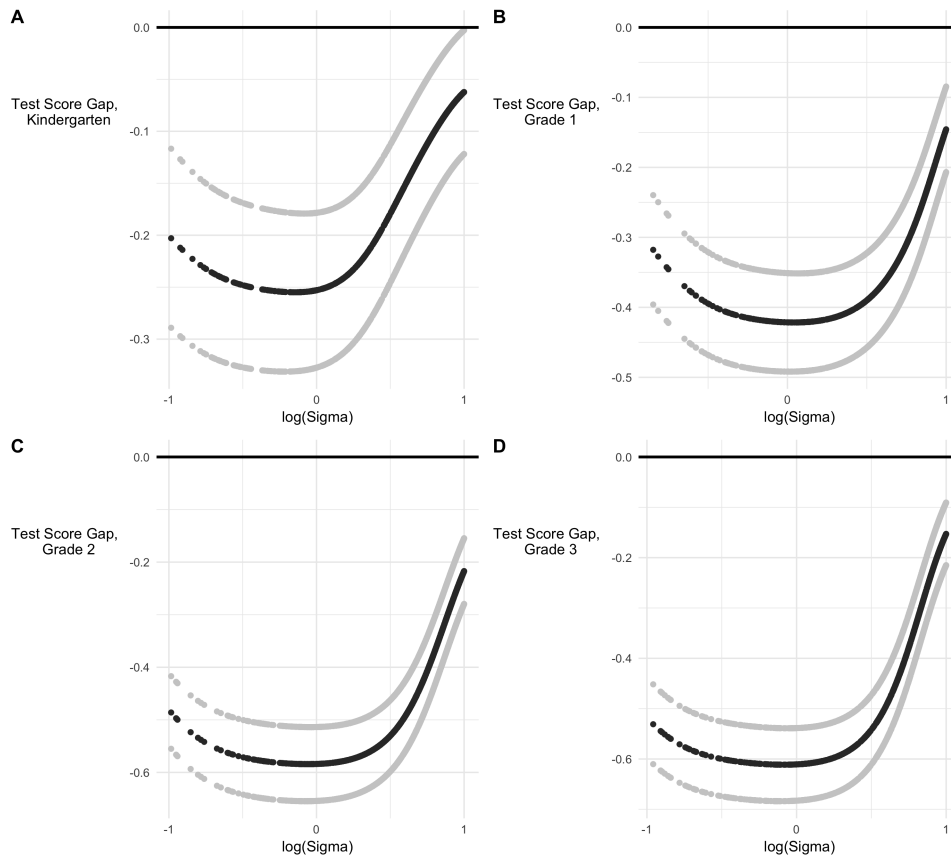 A
0.0
-0.1
-0.2
-0.3
Test Score Gap,
Kindergarten
-1
0
1
log(Sigma)
B
0.0
-0.1
-0.2
-0.3
-0.4
-0.5
Test Score Gap,
Grade 1
0
1
log(Sigma)
C
0.0
-0.2
-0.4
-0.6
Test Score Gap,
Grade 2
-1
0
1
log(Sigma)
D
0.0
-0.2
-0.4
-0.6
Test Score Gap,
Grade 3
-1
0
1
log(Sigma)